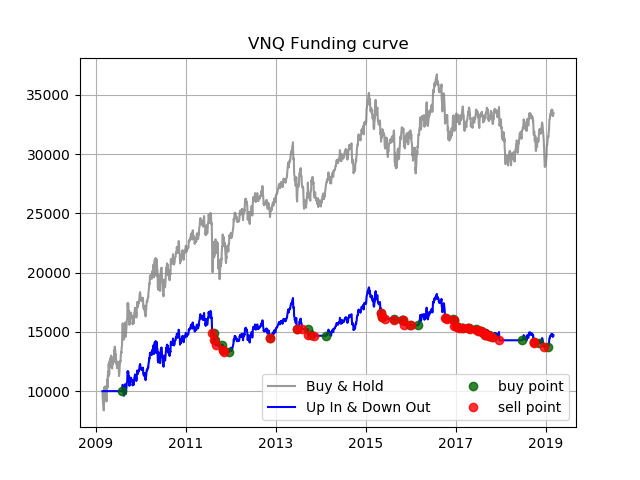 VNQ Funding curve
35000
30000
25000
20000
15000
10000
2009 2011 2013 2015 2017 2019
Buy & Hold
Up In & Down Out
buy point
sell point